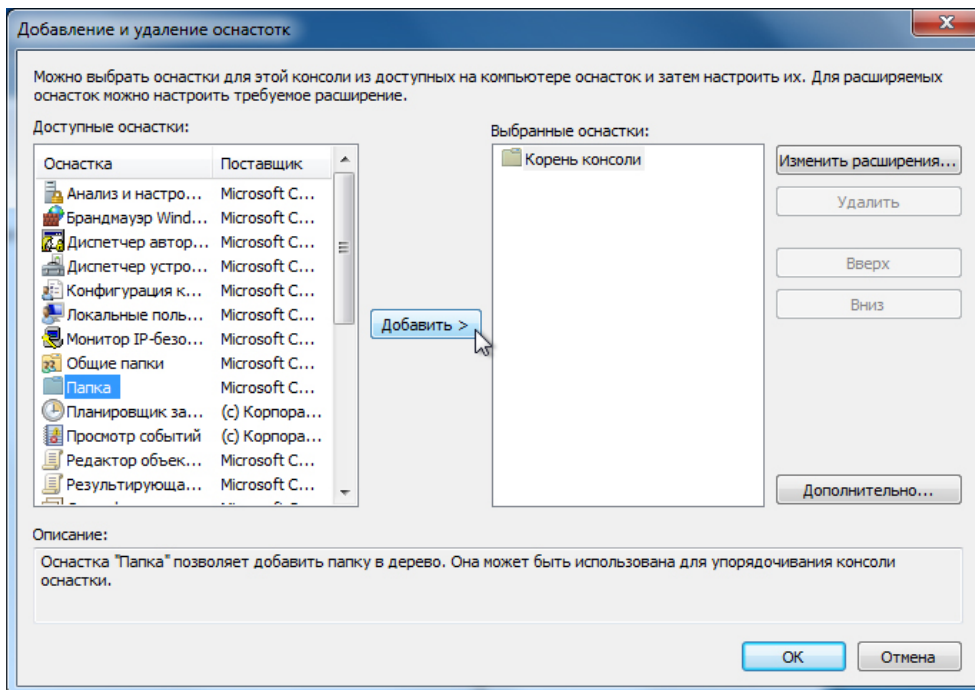 Добавление и удаление оснастотк
Можно выбрать оснастки для этой консоли из доступных на компьютере оснасток и затем настроить их. Для расширяемых
оснасток можно настроить требуемое расширение.
Доступные оснастки:
Оснастка Поставщик
Анализ и настро... Microsoft C...
Брандмауэр Wind... Microsoft C...
Диспетчер автор... Microsoft C...
Диспетчер устро... Microsoft C...
Конфигурация к... Microsoft C...
Локальные поль... Microsoft C...
Монитор IP-безо... Microsoft C...
Общие папки Microsoft C...
Папка Microsoft C...
Планировщик за... (c) Корпора...
Просмотр событий (c) Корпора...
Редактор объек... Microsoft C...
Результирующа... Microsoft C...
Добавить >
Выбранные оснастки:
Корень консоли
Изменить расширения...
Удалить
Вверх
Вниз
Дополнительно...
Описание:
Оснастка "Папка" позволяет добавить папку в дерево. Она может быть использована для упорядочивания консоли
оснастки.
ОК
Отмена